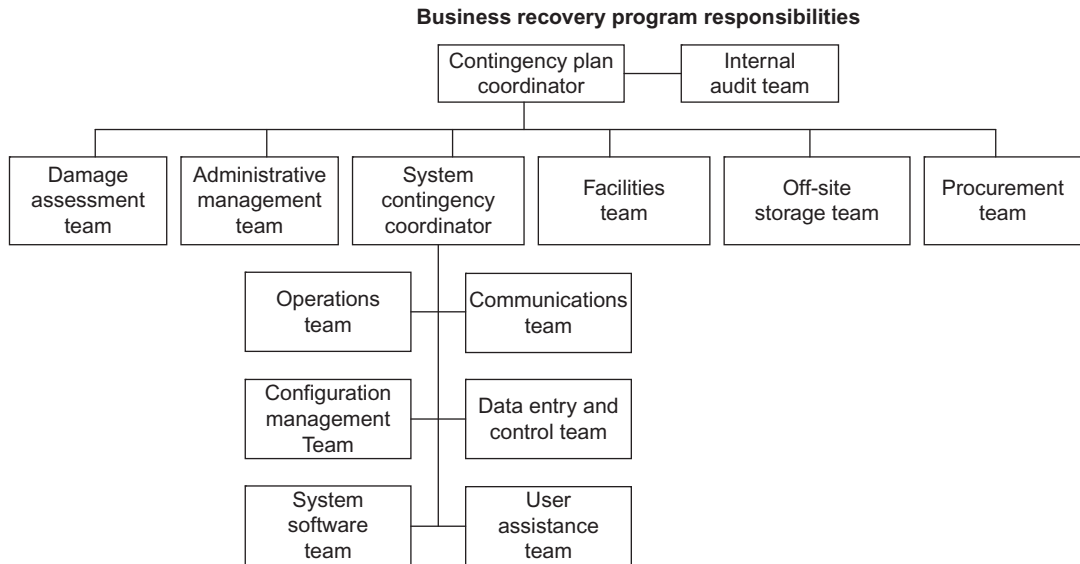 Business recovery program responsibilities
Contingency plan
coordinator
Internal
audit team
Damage
assessment
team
Administrative
management
team
System
contingency
coordinator
Facilities
team
Off-site
storage team
Procurement
team
Operations
team
Communications
team
Configuration
management
Team
Data entry and
control team
System
software
team
User
assistance
team